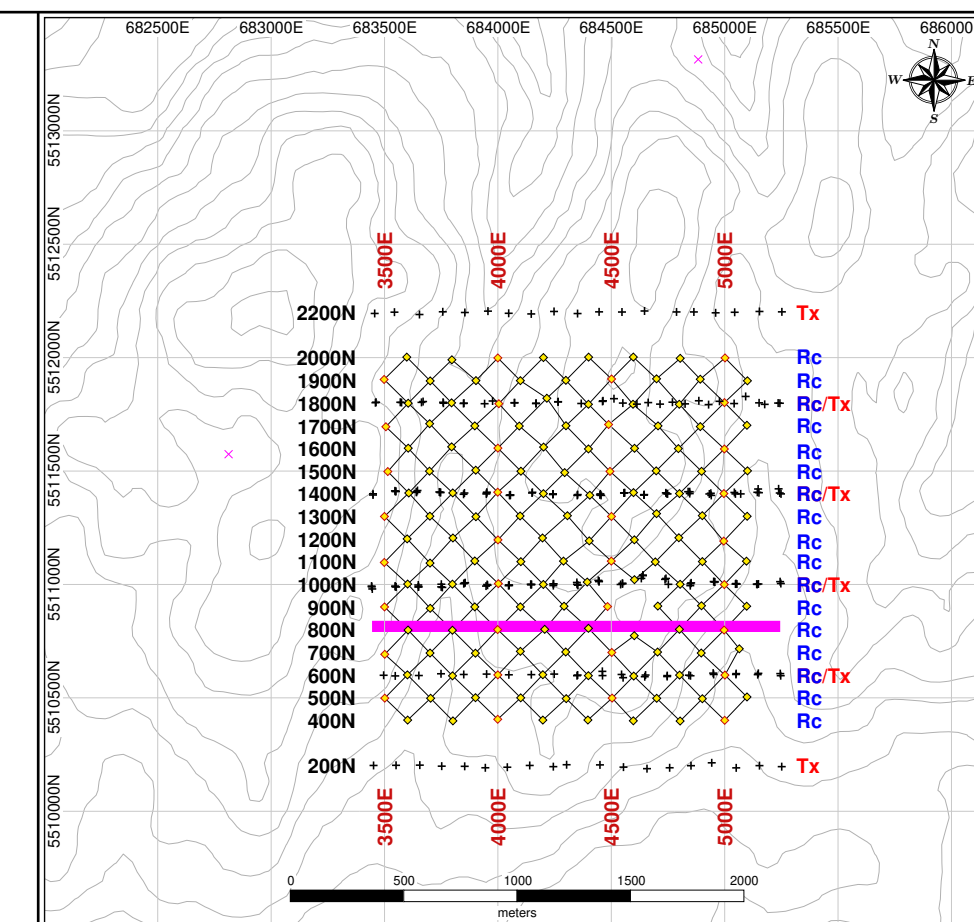 682500E 683000E 683500E 684000E 684500E 685000E 685500E 686000
N
W E
S
5513000N
5512500N
5512000N
5511500N
5511000N
5510500N
5510000N
3500E 4000E 4500E 5000E
2200N Tx
2000N Rc
1900N Rc
1800N Rc/Tx
1700N Rc
1600N Rc
1500N Rc
1400N Rc/Tx
1300N Rc
1200N Rc
1100N Rc
1000N Rc/Tx
900N Rc
800N Rc
700N Rc
600N Rc/Tx
500N Rc
400N Rc
200N Tx
3500E 4000E 4500E 5000E
0 500 1000 1500 2000
meters